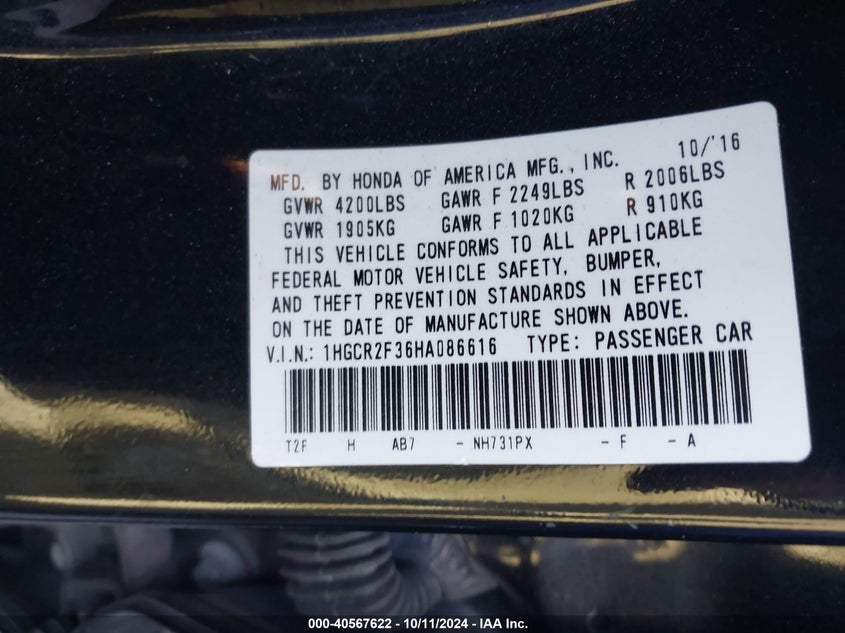 MFD. BY HONDA OF AMERICA MFG., INC. 10/'16
GVWR 4200LBS GAWR F 2249LBS R 2006LBS
GVWR 1905KG GAWR F 1020KG R 910KG
THIS VEHICLE CONFORMS TO ALL APPLICABLE
FEDERAL MOTOR VEHICLE SAFETY, BUMPER,
AND THEFT PREVENTION STANDARDS IN EFFECT
ON THE DATE OF MANUFACTURE SHOWN ABOVE.
V.I.N.: 1HGCR2F36HA086616 TYPE: PASSENGER CAR
T2F H AB7 - NH731PX - F - A
000-40567622 - 10/11/2024 - IAA Inc.